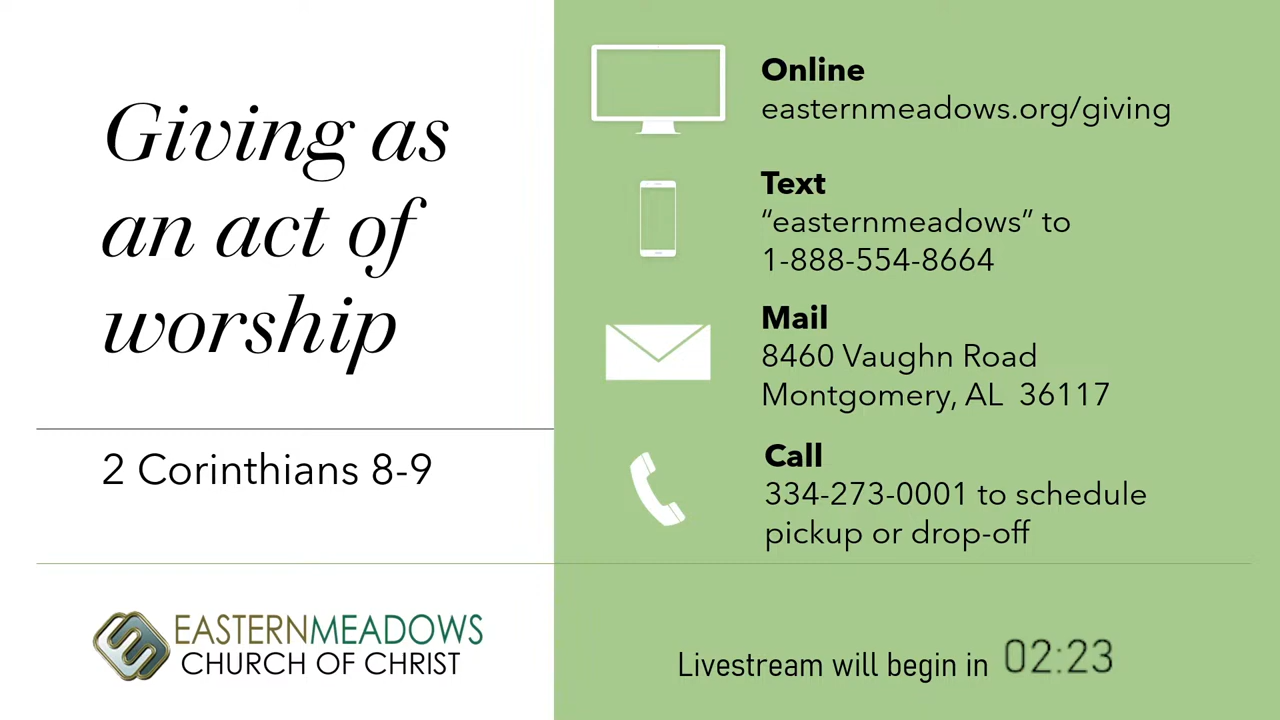 Giving as
an act of
worship
2 Corinthians 8-9
Online
easternmeadows.org/giving
Text
“easternmeadows” to
1-888-554-8664
Mail
8460 Vaughn Road
Montgomery, AL  36117
Call
334-273-0001 to schedule
pickup or drop-off
EASTERNMEADOWS
CHURCH OF CHRIST
Livestream will begin in 02:23